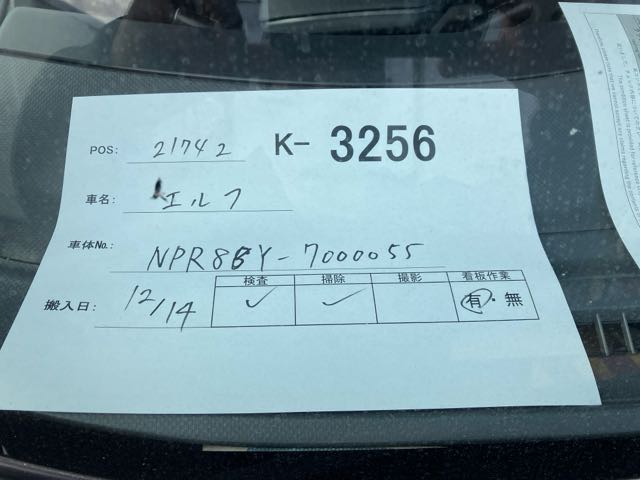 POS: 21742 K-3256
車名: エルフ
車体No.: NPR85Y-7000055
搬入日: 12/14
検査 掃除 撮影 看板作業
✓ ✓ 有・無